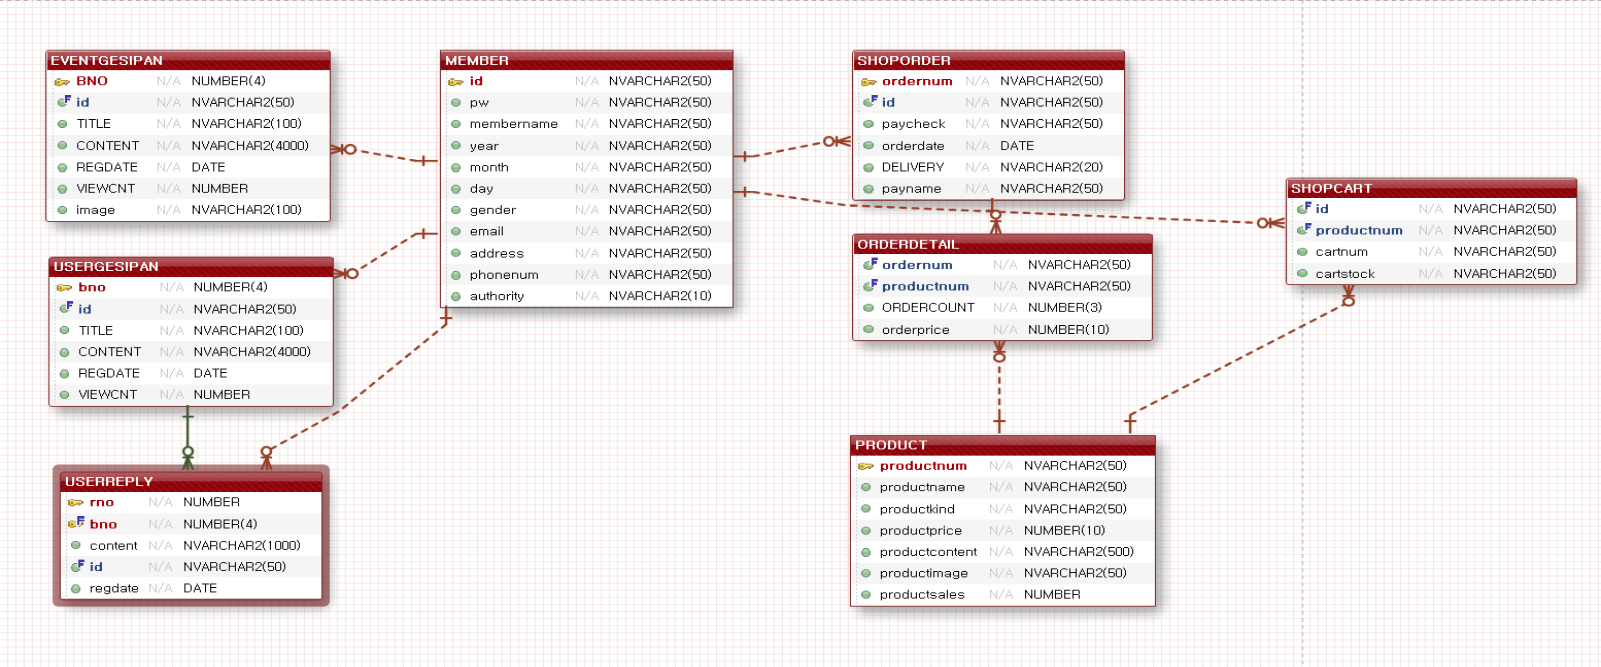 EVENTGESIPAN
BNO N/A NUMBER(4)
id N/A NVARCHAR2(50)
TITLE N/A NVARCHAR2(100)
CONTENT N/A NVARCHAR2(4000)
REGDATE N/A DATE
VIEWCNT N/A NUMBER
image N/A NVARCHAR2(100)
USERGESIPAN
bno N/A NUMBER(4)
id N/A NVARCHAR2(50)
TITLE N/A NVARCHAR2(100)
CONTENT N/A NVARCHAR2(4000)
REGDATE N/A DATE
VIEWCNT N/A NUMBER
USERREPLY
rno N/A NUMBER
bno N/A NUMBER(4)
content N/A NVARCHAR2(1000)
id N/A NVARCHAR2(50)
regdate N/A DATE
MEMBER
id N/A NVARCHAR2(50)
pw N/A NVARCHAR2(50)
membername N/A NVARCHAR2(50)
year N/A NVARCHAR2(50)
month N/A NVARCHAR2(50)
day N/A NVARCHAR2(50)
gender N/A NVARCHAR2(50)
email N/A NVARCHAR2(50)
address N/A NVARCHAR2(50)
phonenum N/A NVARCHAR2(50)
authority N/A NVARCHAR2(10)
SHOPORDER
ordernum N/A NVARCHAR2(50)
id N/A NVARCHAR2(50)
paycheck N/A NVARCHAR2(50)
orderdate N/A DATE
DELIVERY N/A NVARCHAR2(20)
payname N/A NVARCHAR2(50)
ORDERDETAIL
ordernum N/A NVARCHAR2(50)
productnum N/A NVARCHAR2(50)
ORDERCOUNT N/A NUMBER(3)
orderprice N/A NUMBER(10)
PRODUCT
productnum N/A NVARCHAR2(50)
productname N/A NVARCHAR2(50)
productkind N/A NVARCHAR2(50)
productprice N/A NUMBER(10)
productcontent N/A NVARCHAR2(500)
productimage N/A NVARCHAR2(50)
productsales N/A NUMBER
SHOPCART
id N/A NVARCHAR2(50)
productnum N/A NVARCHAR2(50)
cartnum N/A NVARCHAR2(50)
cartstock N/A NVARCHAR2(50)